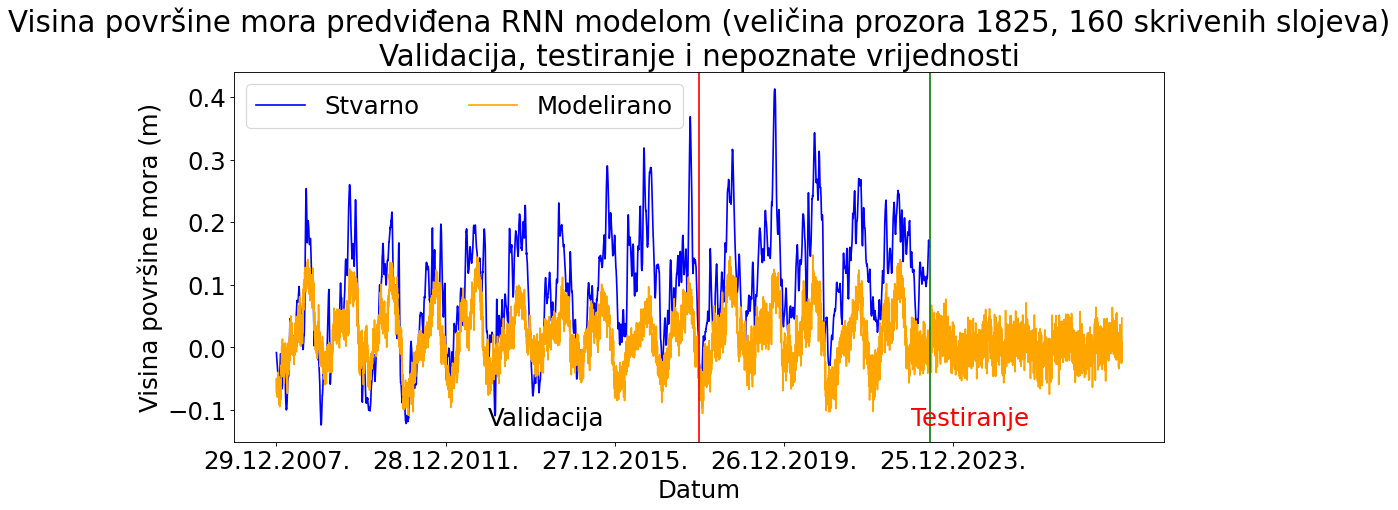 Visina površine mora predviđena RNN modelom (veličina prozora 1825, 160 skrivenih slojeva)
Validacija, testiranje i nepoznate vrijednosti
Stvarno Modelirano
Visina površine mora (m)
0.4
0.3
0.2
0.1
0.0
−0.1
Validacija Testiranje
29.12.2007. 28.12.2011. 27.12.2015. 26.12.2019. 25.12.2023.
Datum